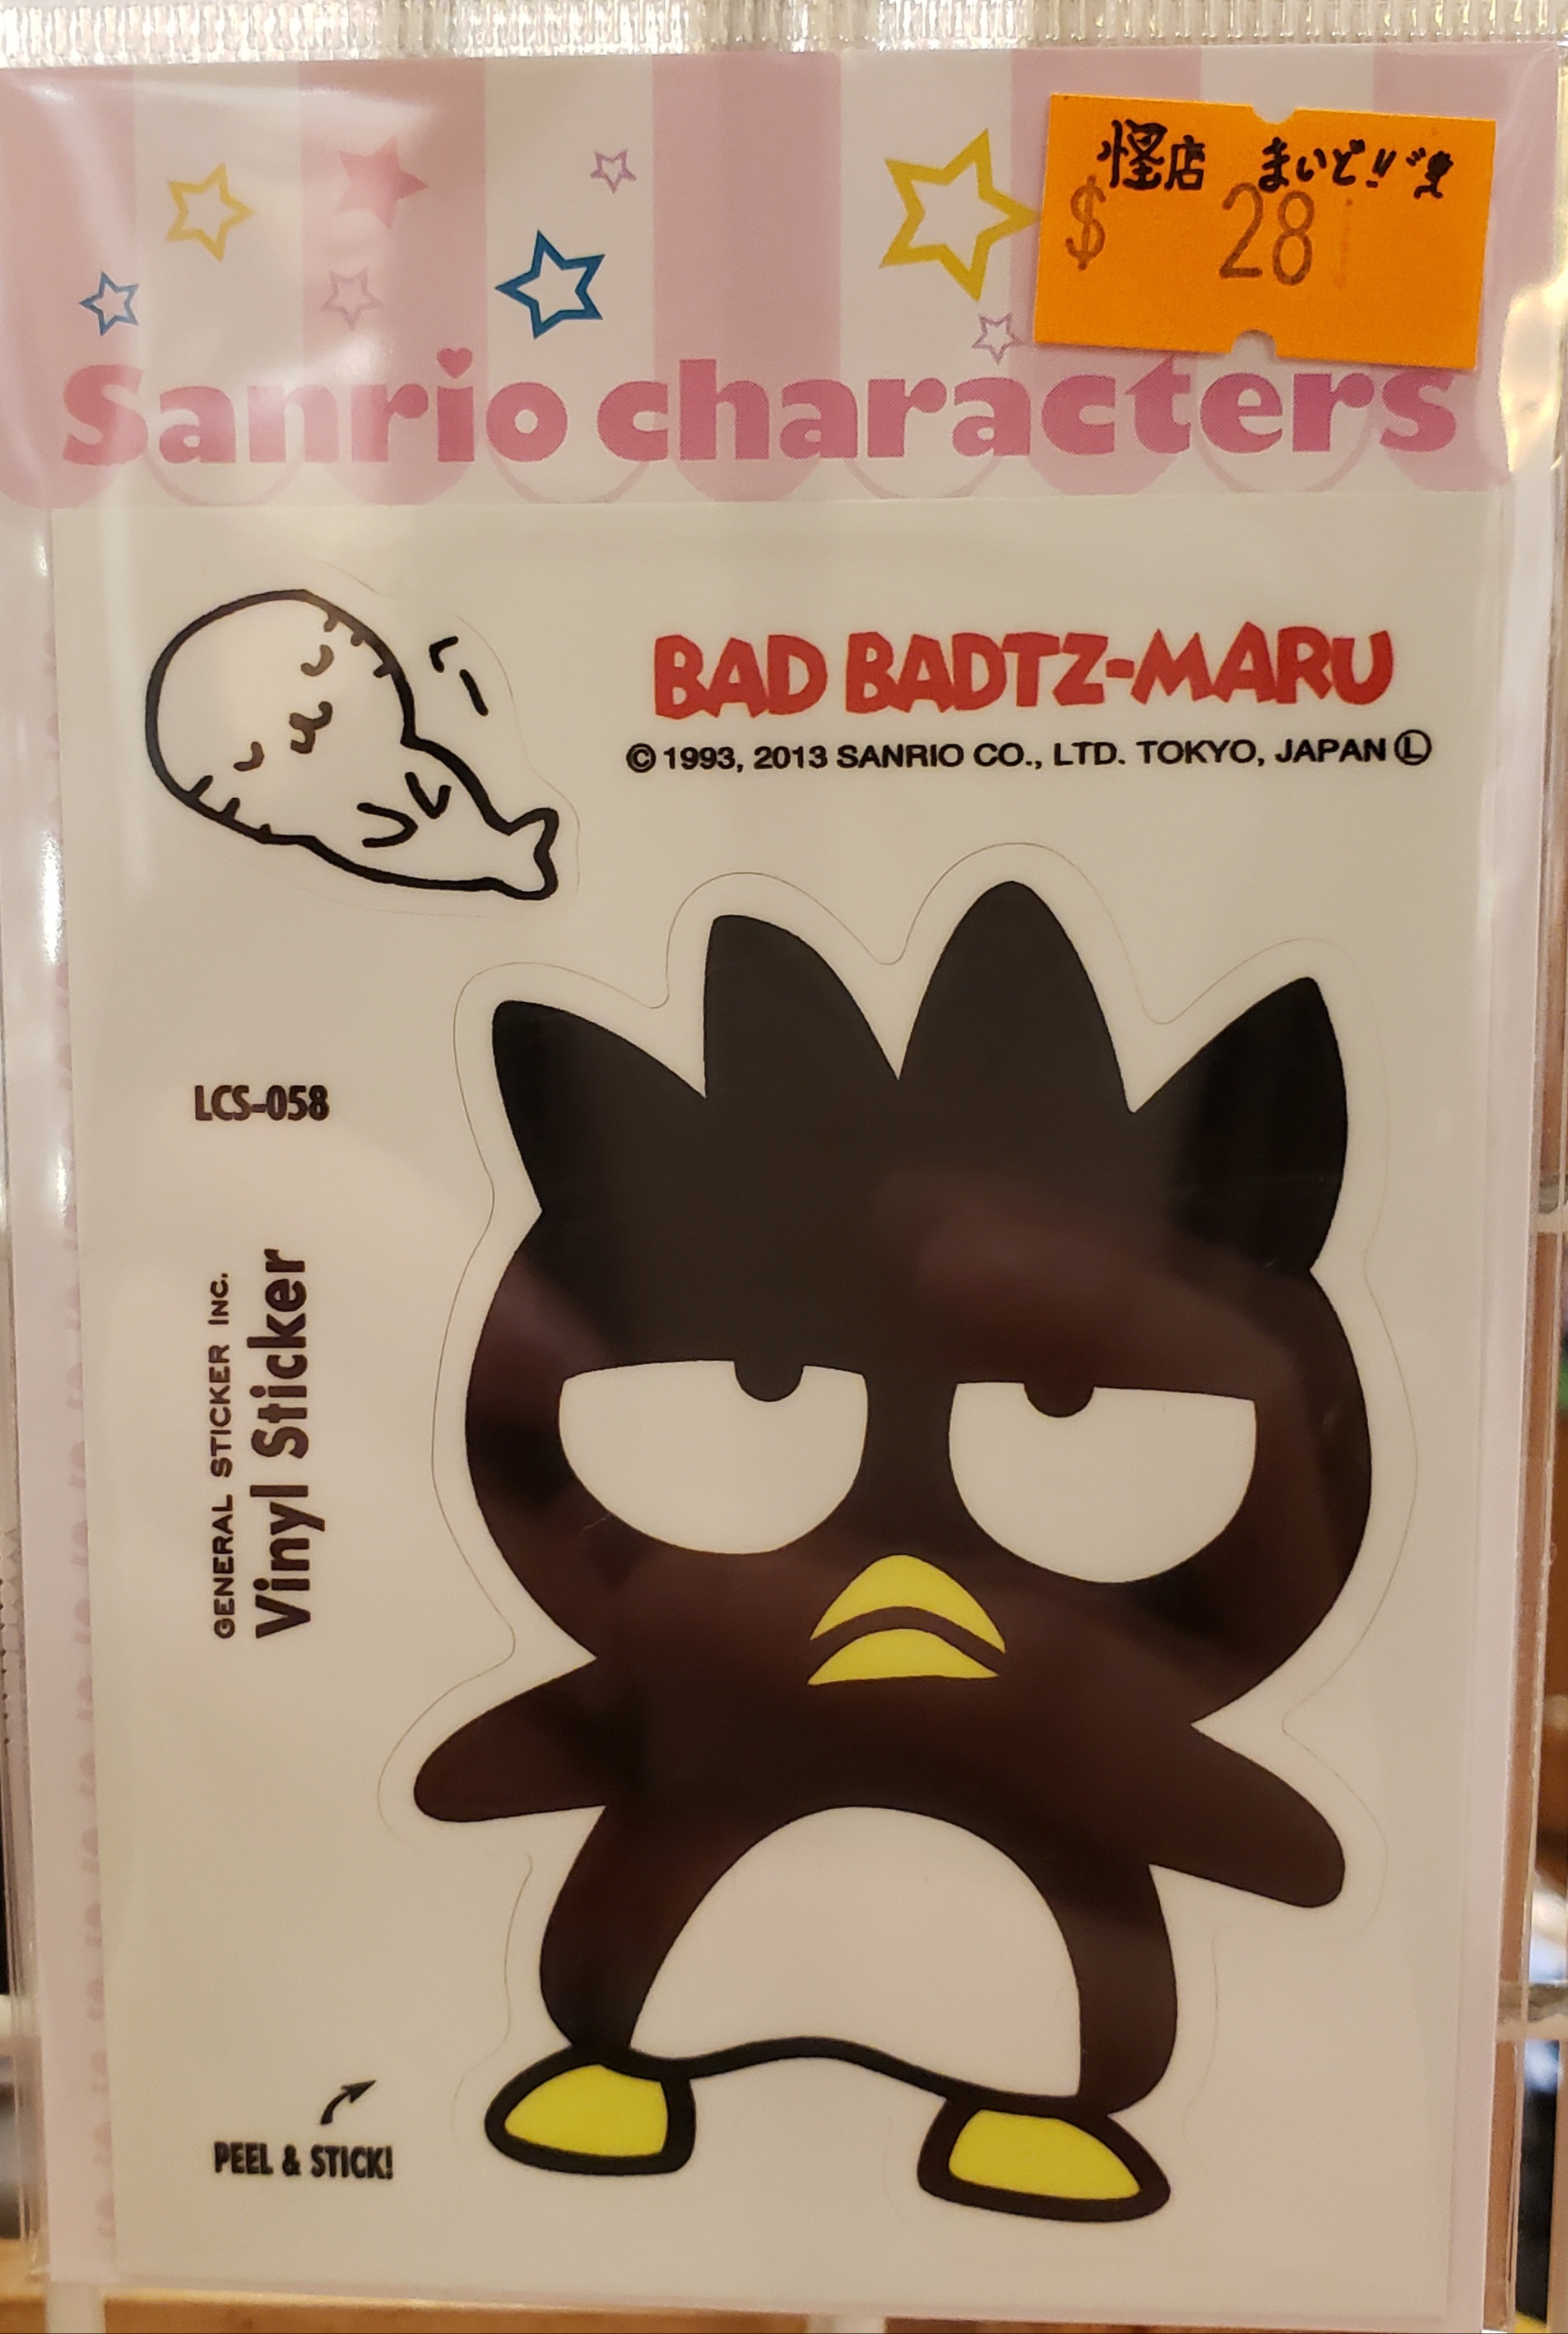 怪店 まいど!!
$ 28
Sanrio characters
BAD BADTZ-MARU
© 1993, 2013 SANRIO CO., LTD. TOKYO, JAPAN Ⓛ
LCS-058
GENERAL STICKER INC.
Vinyl Sticker
PEEL & STICK!